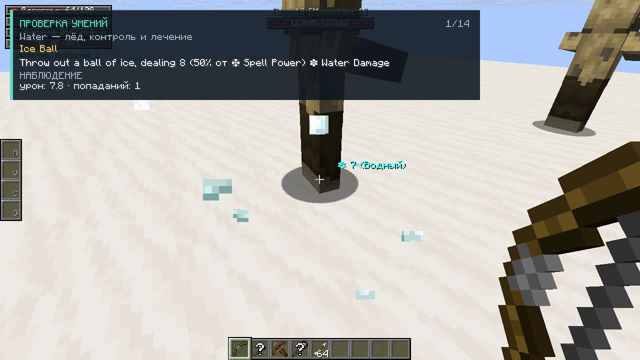 ПРОВЕРКА УМЕНИЙ
1/14
Water — лёд, контроль и лечение
Ice Ball
Throw out a ball of ice, dealing 8 (50% от ✠ Spell Power) ✽ Water Damage
НАБЛЮДЕНИЕ
урон: 7.8 · попаданий: 1
✽ 7 (Водный)
64